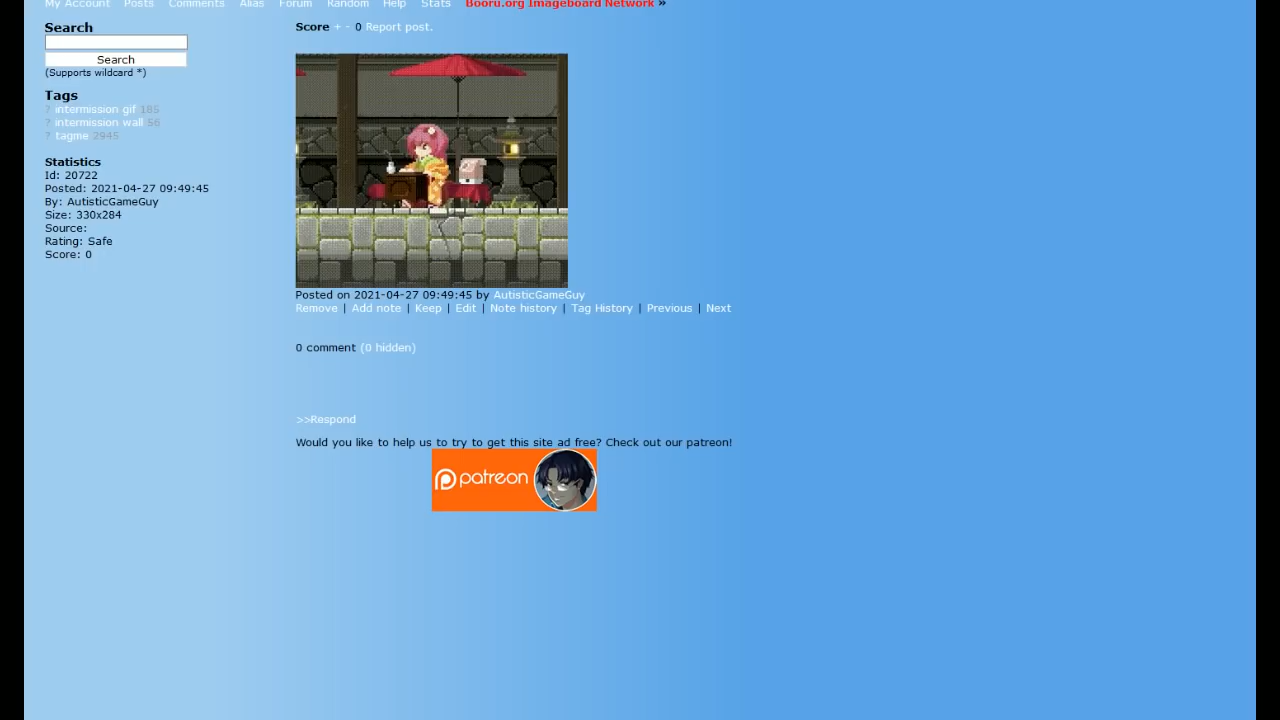 My Account Posts Comments Alias Forum Random Help Stats Booru.org Imageboard Network »
Search
Search
(Supports wildcard *)
Tags
? intermission gif 185
? intermission wall 56
? tagme 2945
Statistics
Id: 20722
Posted: 2021-04-27 09:49:45
By: AutisticGameGuy
Size: 330x284
Source:
Rating: Safe
Score: 0
Score + - 0 Report post.
Posted on 2021-04-27 09:49:45 by AutisticGameGuy
Remove | Add note | Keep | Edit | Note history | Tag History | Previous | Next
0 comment (0 hidden)
>>Respond
Would you like to help us to try to get this site ad free? Check out our patreon!
patreon